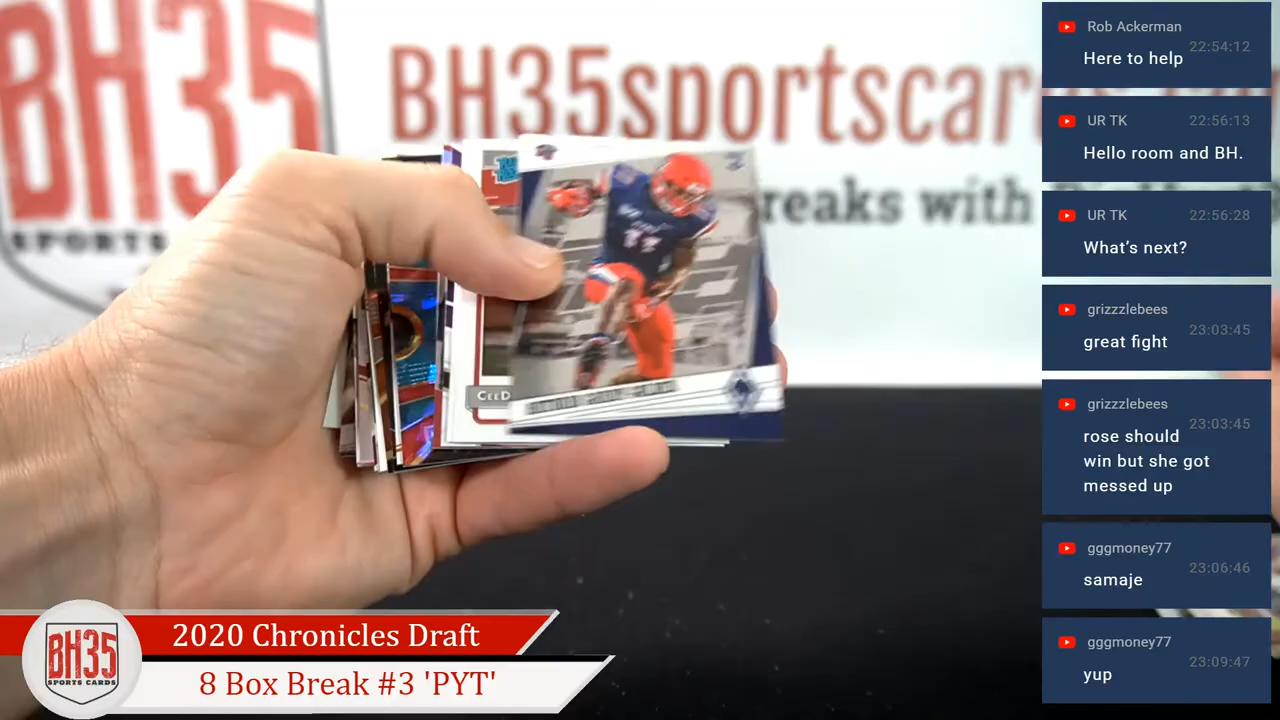 BH35
SPORTS
BH35sportscar
reaks with
CEED
Rob Ackerman
22:54:12
Here to help
UR TK
22:56:13
Hello room and BH.
UR TK
22:56:28
What's next?
grizzzlebees
23:03:45
great fight
grizzzlebees
23:03:45
rose should
win but she got
messed up
gggmoney77
23:06:46
samaje
gggmoney77
23:09:47
yup
BH35
SPORTS CARDS
2020 Chronicles Draft
8 Box Break #3 'PYT'